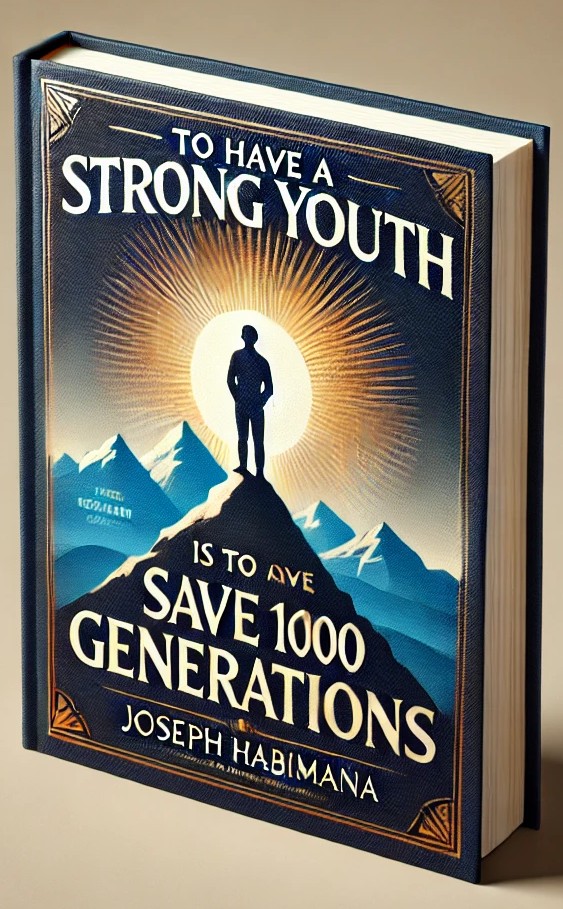 TO HAVE A
STRONG YOUTH
IS TO AVE
SAVE 1000
GENERATIONS
JOSEPH HABIMANA